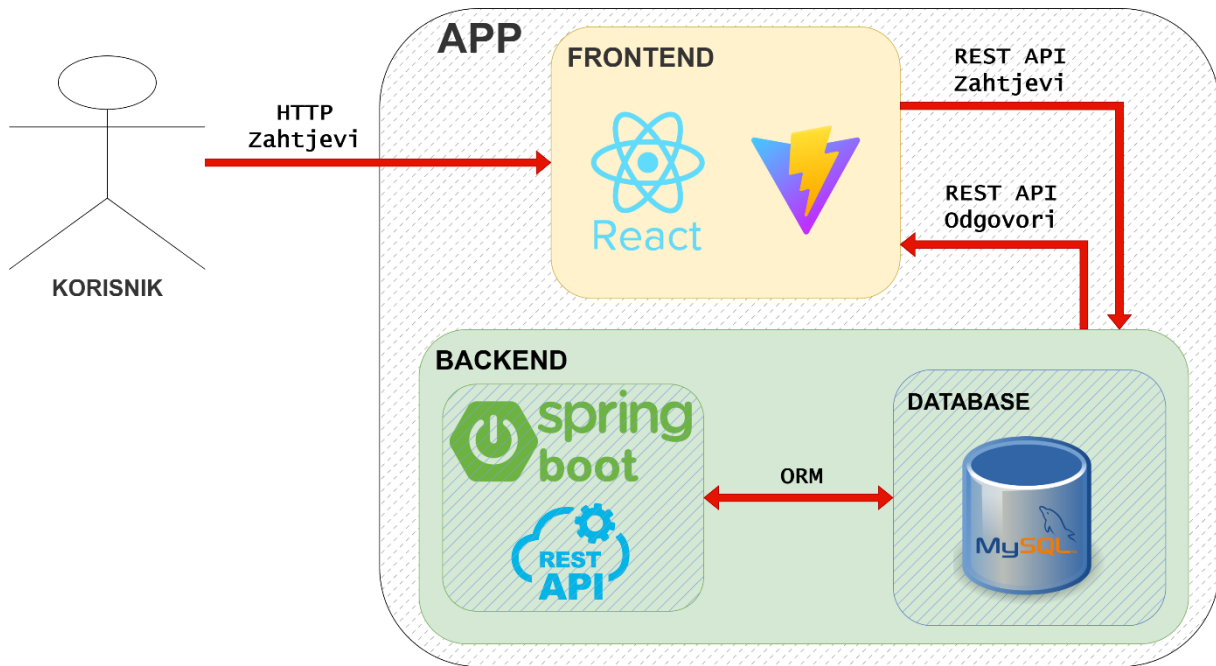 APP
FRONTEND
React
HTTP
Zahtjevi
KORISNIK
REST API
Zahtjevi
REST API
Odgovori
BACKEND
spring
boot
REST
API
ORM
DATABASE
MySQL